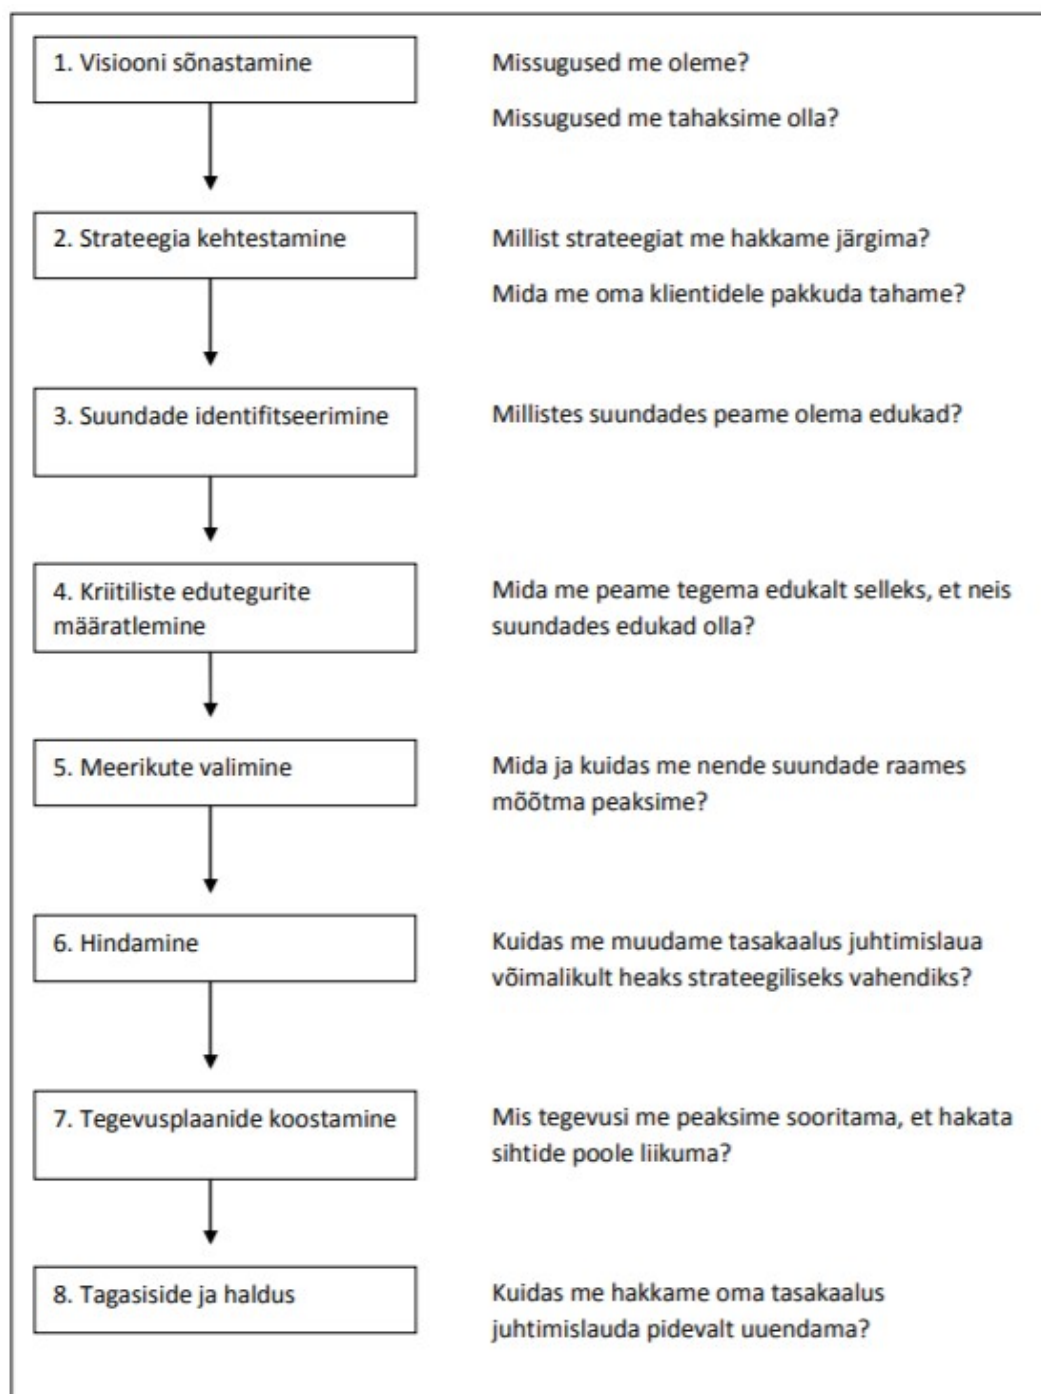 1. Visiooni sõnastamine
Missugused me oleme?
Missugused me tahaksime olla?
2. Strateegia kehtestamine
Millist strateegiat me hakkame järgima?
Mida me oma klientidele pakkuda tahame?
3. Suundade identifitseerimine
Millistes suundades peame olema edukad?
4. Kriitiliste edutegurite
määratlemine
Mida me peame tegema edukalt selleks, et neis
suundades edukad olla?
5. Meerikute valimine
Mida ja kuidas me nende suundade raames
mõõtma peaksime?
6. Hindamine
Kuidas me muudame tasakaalus juhtimislaua
võimalikult heaks strateegiliseks vahendiks?
7. Tegevusplaanide koostamine
Mis tegevusi me peaksime sooritama, et hakata
sihtide poole liikuma?
8. Tagasiside ja haldus
Kuidas me hakkame oma tasakaalus
juhtimislauda pidevalt uuendama?